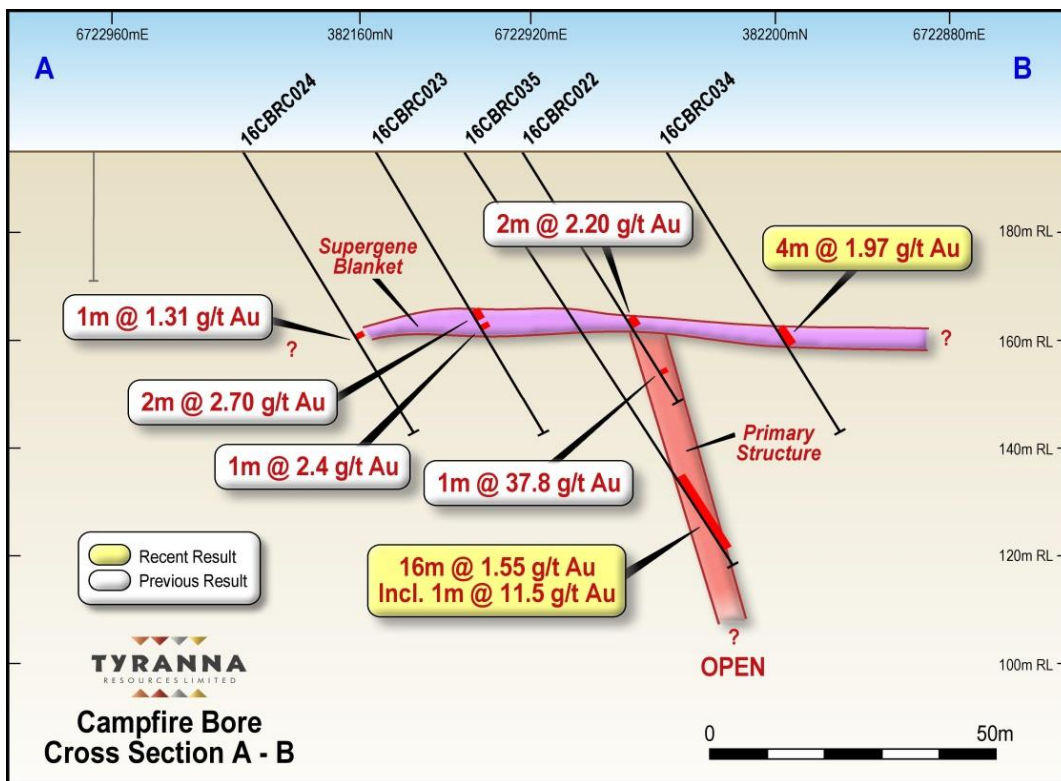 6722960mE
382160mN
6722920mE
382200mN
6722880mE
A
B
16CBRC024
16CBRC023
16CBRC035
16CBRC022
16CBRC034
2m @ 2.20 g/t Au
4m @ 1.97 g/t Au
180m RL
Supergene
Blanket
1m @ 1.31 g/t Au
?
?
160m RL
2m @ 2.70 g/t Au
1m @ 2.4 g/t Au
1m @ 37.8 g/t Au
Primary
Structure
140m RL
Recent Result
Previous Result
16m @ 1.55 g/t Au
Incl. 1m @ 11.5 g/t Au
120m RL
?
OPEN
100m RL
TYRANNA
RESOURCES LIMITED
Campfire Bore
Cross Section A - B
0
50m